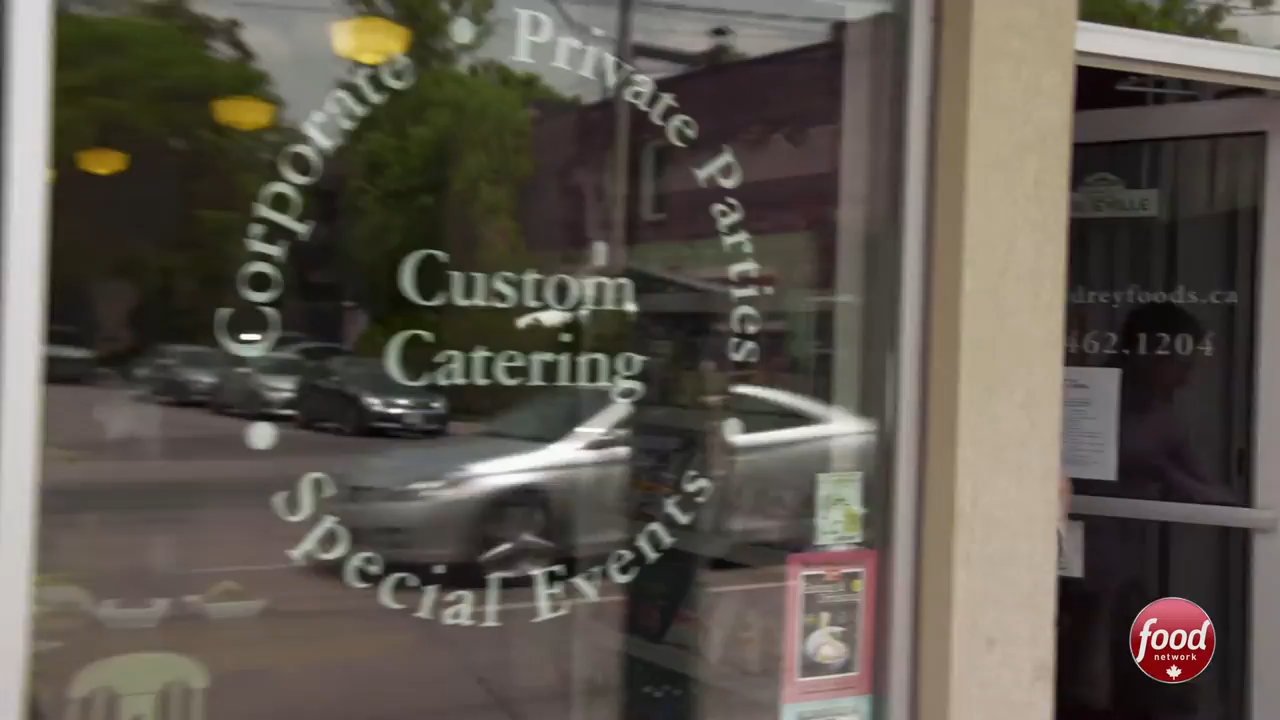 Corporate • Private Parties •
Custom
Catering
Special Events •
dreyfoods.ca
462.1204
food
network